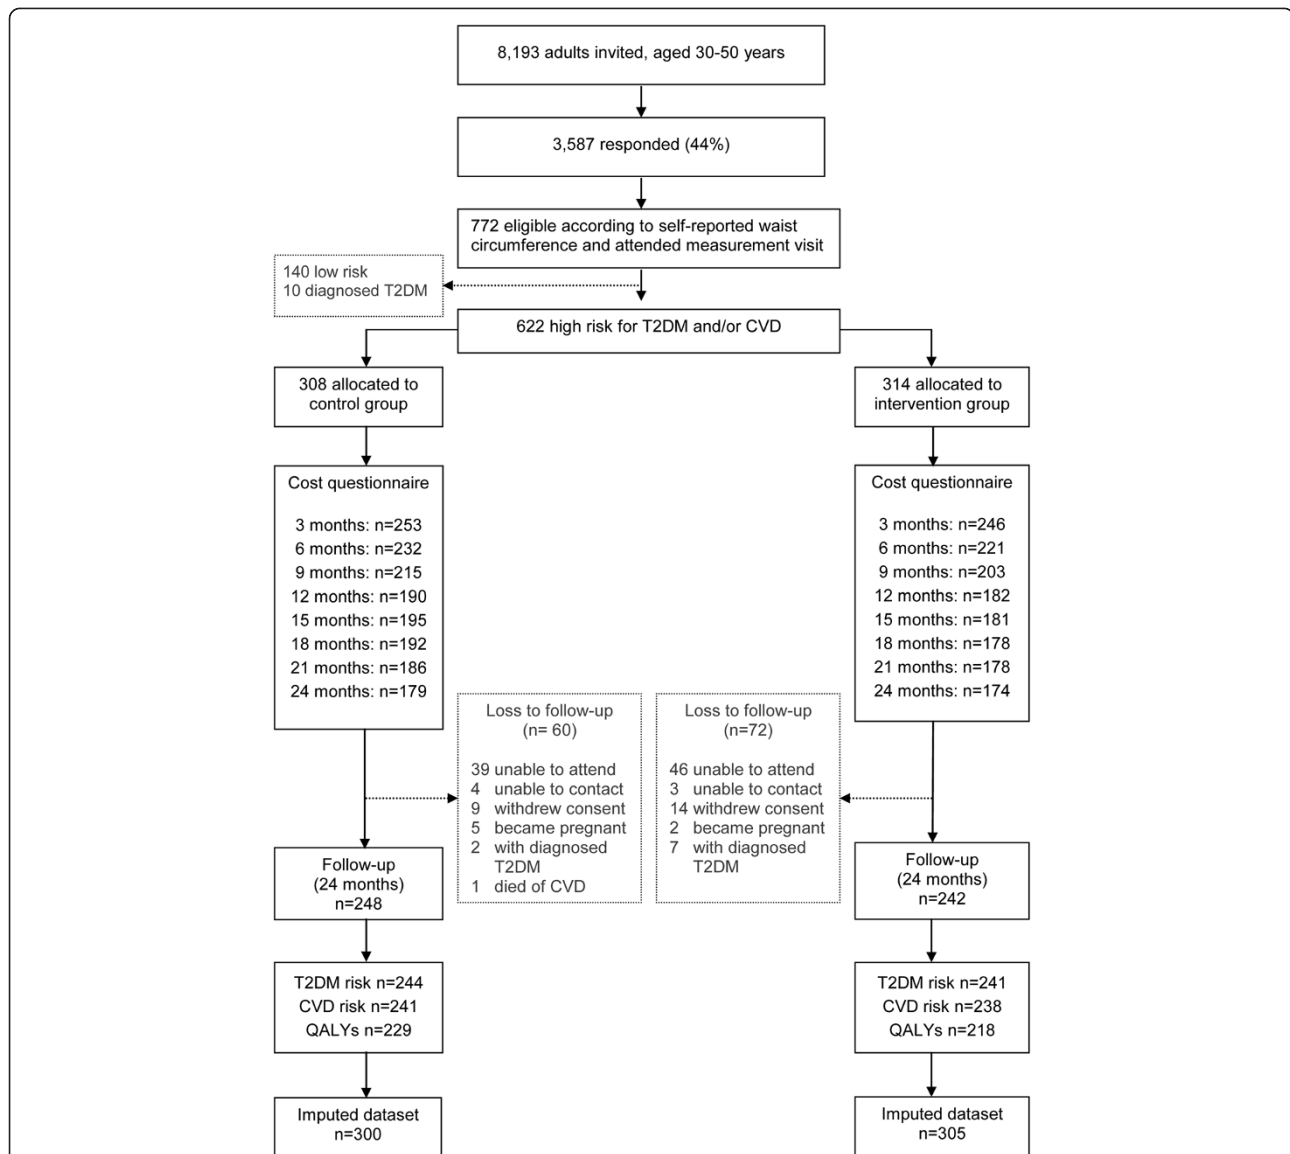 8,193 adults invited, aged 30-50 years
3,587 responded (44%)
772 eligible according to self-reported waist
circumference and attended measurement visit
140 low risk
10 diagnosed T2DM
622 high risk for T2DM and/or CVD
308 allocated to
control group
314 allocated to
intervention group
Cost questionnaire
3 months: n=253
6 months: n=232
9 months: n=215
12 months: n=190
15 months: n=195
18 months: n=192
21 months: n=186
24 months: n=179
Cost questionnaire
3 months: n=246
6 months: n=221
9 months: n=203
12 months: n=182
15 months: n=181
18 months: n=178
21 months: n=178
24 months: n=174
Loss to follow-up
(n= 60)
39 unable to attend
4 unable to contact
9 withdrew consent
5 became pregnant
2 with diagnosed
T2DM
1 died of CVD
Loss to follow-up
(n=72)
46 unable to attend
3 unable to contact
14 withdrew consent
2 became pregnant
7 with diagnosed
T2DM
Follow-up
(24 months)
n=248
Follow-up
(24 months)
n=242
T2DM risk n=244
CVD risk n=241
QALYs n=229
T2DM risk n=241
CVD risk n=238
QALYs n=218
Imputed dataset
n=300
Imputed dataset
n=305